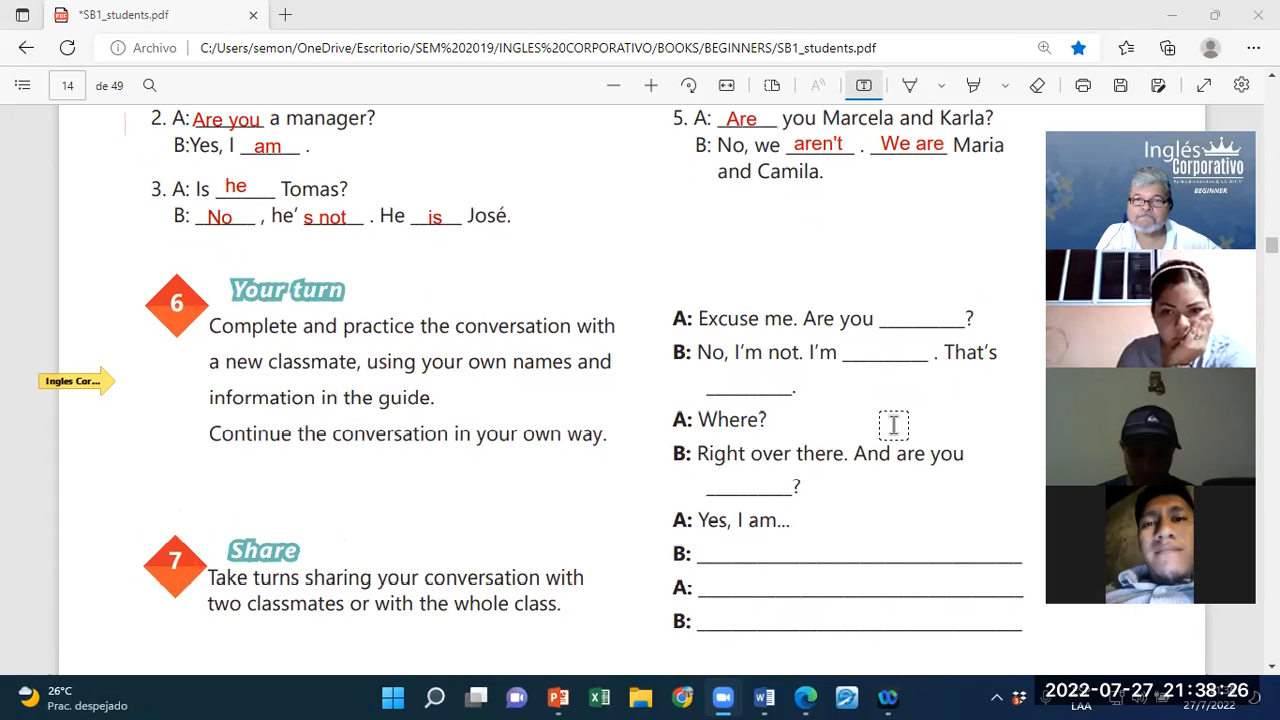 *SB1_students.pdf
Archivo
C:/Users/semon/OneDrive/Escritorio/SEM%202019/INGLES%20CORPORATIVO/BOOKS/BEGINNERS/SB1_students.pdf
14
de 49
2. A: Are you a manager?
B:Yes, I am .
3. A: Is he Tomas?
B: No , he' s not . He is José.
5. A: Are you Marcela and Karla?
B: No, we aren't . We are Maria
and Camila.
6
Your turn
Complete and practice the conversation with
a new classmate, using your own names and
information in the guide.
Continue the conversation in your own way.
Ingles Cor...
A: Excuse me. Are you ________?
B: No, I'm not. I'm ________ . That's
________.
A: Where?
B: Right over there. And are you
________?
A: Yes, I am...
B:
A:
B:
7
Share
Take turns sharing your conversation with
two classmates or with the whole class.
Inglés
Corporativo
BEGINNER
26°C
Prac. despejado
2022-07-27 21:38:26
LAA
27/7/2022